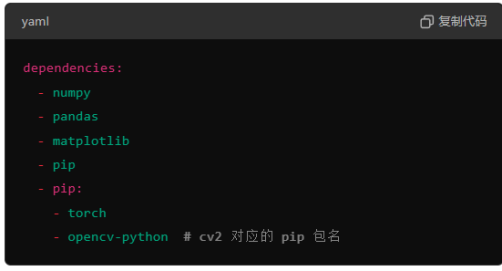 yaml 复制代码
dependencies:
- numpy
- pandas
- matplotlib
- pip
- pip:
- torch
- opencv-python # cv2 对应的 pip 包名